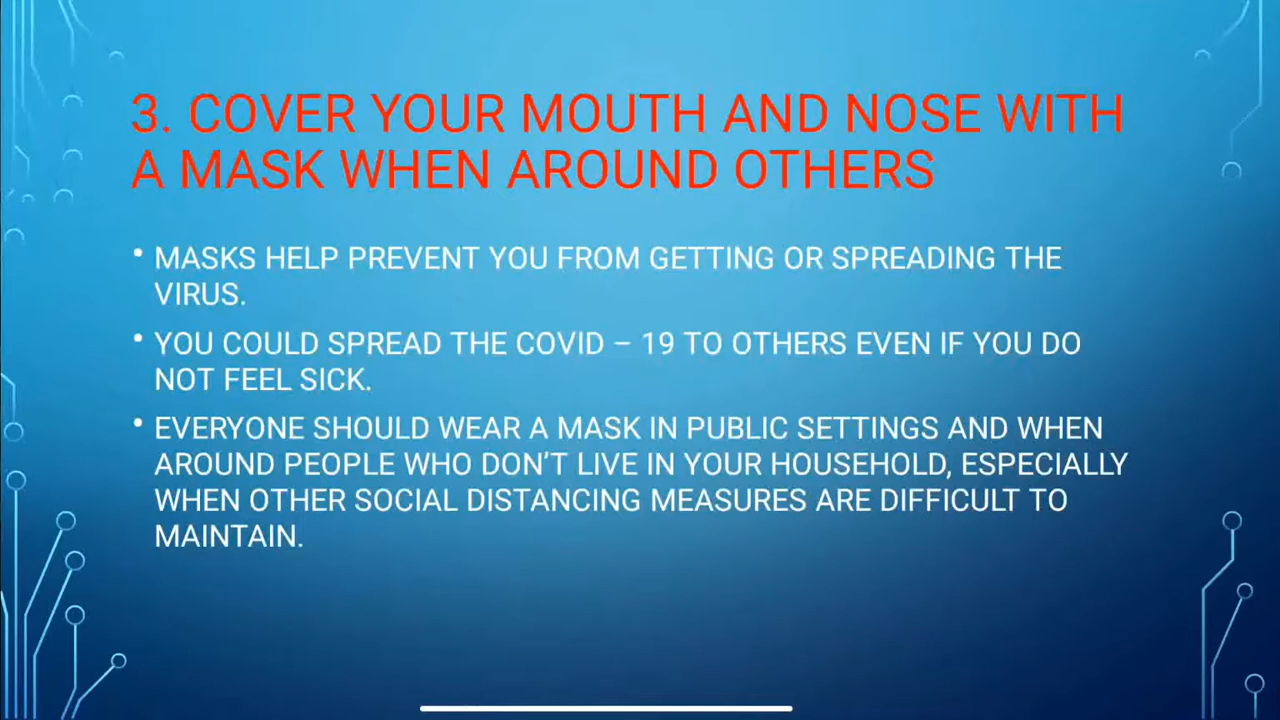 3. COVER YOUR MOUTH AND NOSE WITH
A MASK WHEN AROUND OTHERS
• MASKS HELP PREVENT YOU FROM GETTING OR SPREADING THE
VIRUS.
• YOU COULD SPREAD THE COVID – 19 TO OTHERS EVEN IF YOU DO
NOT FEEL SICK.
• EVERYONE SHOULD WEAR A MASK IN PUBLIC SETTINGS AND WHEN
AROUND PEOPLE WHO DON’T LIVE IN YOUR HOUSEHOLD, ESPECIALLY
WHEN OTHER SOCIAL DISTANCING MEASURES ARE DIFFICULT TO
MAINTAIN.